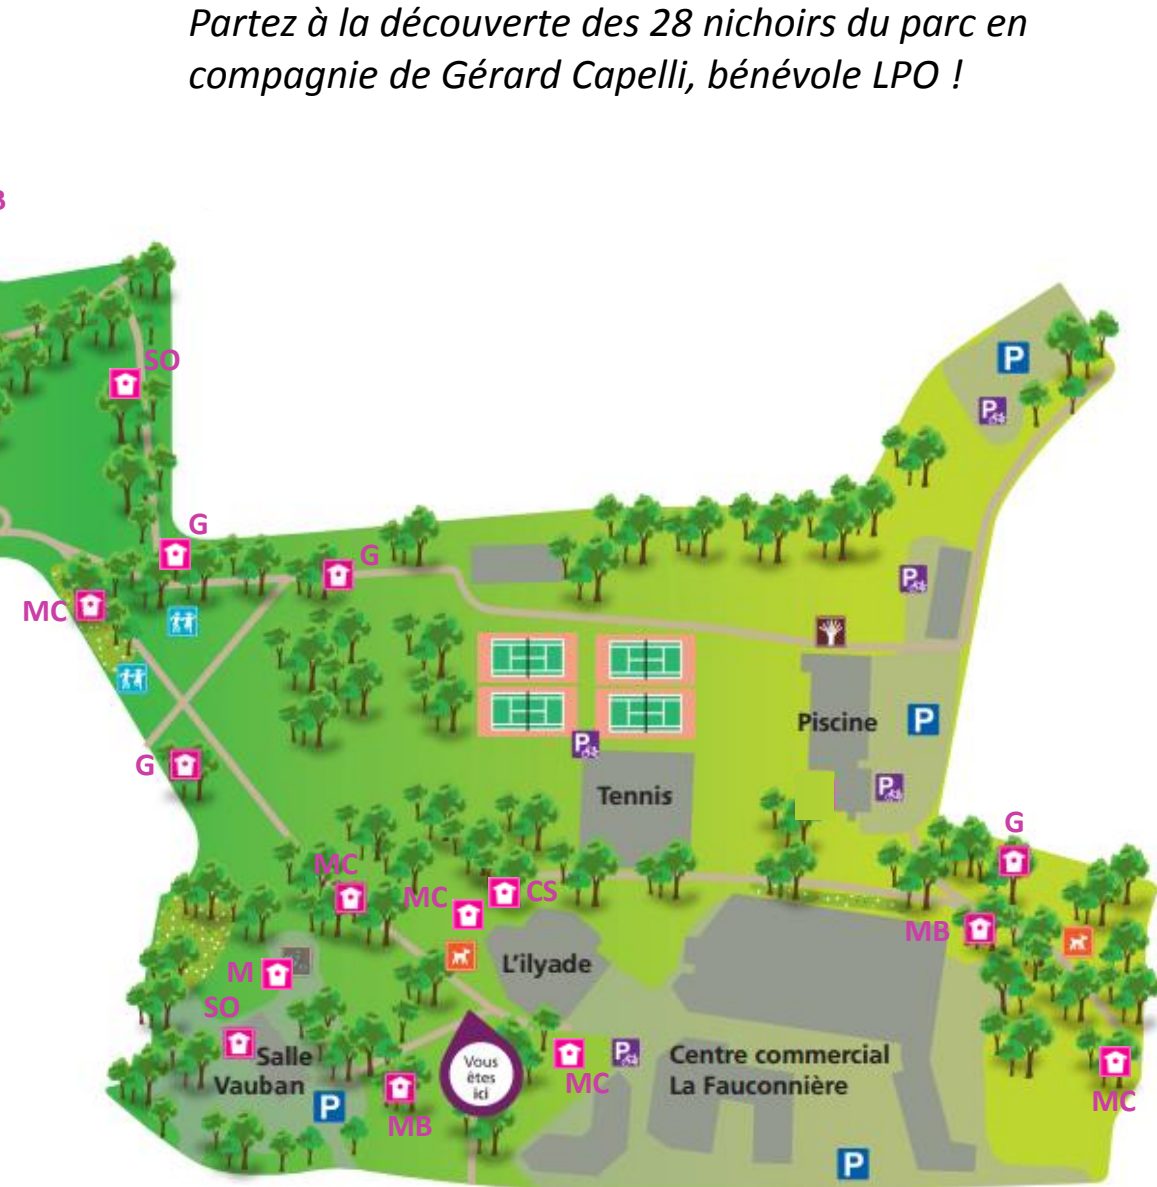 Partez à la découverte des 28 nichoirs du parc en
compagnie de Gérard Capelli, bénévole LPO !
SO
P
P
G
G
MC
P
Piscine
P
P
G
Tennis
P
G
MC
MC
CS
MB
M
L'ilyade
SO
Salle
Vauban
Vous
êtes
ici
P
Centre commercial
La Fauconnière
MC
P
MB
MC
P